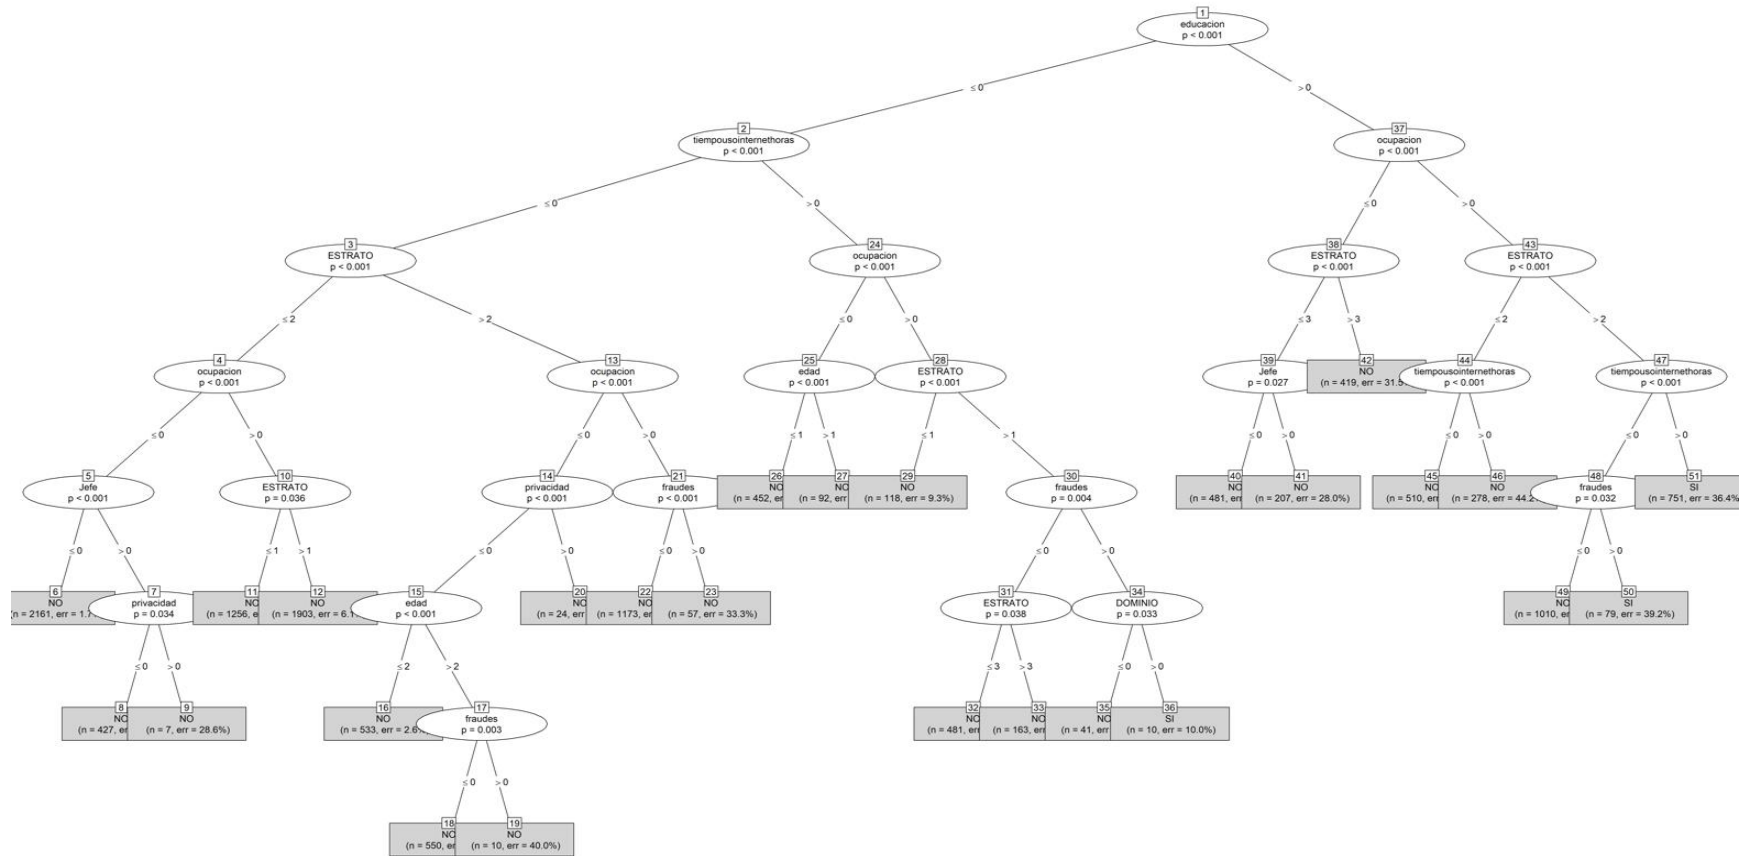 1
educacion
p < 0.001
≤ 0
> 0
2
tiempousointernethoras
p < 0.001
37
ocupacion
p < 0.001
≤ 0
> 0
≤ 0
> 0
3
ESTRATO
p < 0.001
24
ocupacion
p < 0.001
38
ESTRATO
p < 0.001
43
ESTRATO
p < 0.001
≤ 2
> 2
≤ 0
> 0
≤ 3
> 3
≤ 2
> 2
4
ocupacion
p < 0.001
13
ocupacion
p < 0.001
25
edad
p < 0.001
28
ESTRATO
p < 0.001
39
Jefe
p = 0.027
42
NO
(n = 419, err = 31.5
44
tiempousointernethoras
p < 0.001
47
tiempousointernethoras
p < 0.001
≤ 0
> 0
≤ 0
> 0
≤ 1
> 1
≤ 1
> 1
≤ 0
> 0
≤ 0
> 0
≤ 0
> 0
5
Jefe
p < 0.001
10
ESTRATO
p = 0.036
14
privacidad
p < 0.001
21
fraudes
p < 0.001
26
NO
(n = 452, err
27
NO
(n = 92, err
29
NO
(n = 118, err = 9.3%)
30
fraudes
p = 0.004
40
NO
(n = 481, err
41
NO
(n = 207, err = 28.0%)
45
NO
(n = 510, err
46
NO
(n = 278, err = 44.2
48
fraudes
p = 0.032
51
SI
(n = 751, err = 36.4%
≤ 0
> 0
≤ 1
> 1
≤ 0
> 0
≤ 0
> 0
≤ 0
> 0
≤ 0
> 0
6
NO
n = 2161, err = 1.7
7
privacidad
p = 0.034
11
NO
(n = 1256, e
12
NO
(n = 1903, err = 6.1
15
edad
p < 0.001
20
NO
(n = 24, err
22
NO
(n = 1173, e
23
NO
(n = 57, err = 33.3%)
31
ESTRATO
p = 0.038
34
DOMINIO
p = 0.033
49
NO
(n = 1010, e
50
SI
(n = 79, err = 39.2%)
≤ 0
> 0
≤ 2
> 2
≤ 3
> 3
≤ 0
> 0
8
NO
(n = 427, er
9
NO
(n = 7, err = 28.6%)
16
NO
(n = 533, err = 2.6
17
fraudes
p = 0.003
32
NO
(n = 481, er
33
NO
(n = 163, err
35
NO
(n = 41, err
36
SI
(n = 10, err = 10.0%)
≤ 0
> 0
18
NO
(n = 550, er
19
NO
(n = 10, err = 40.0%)